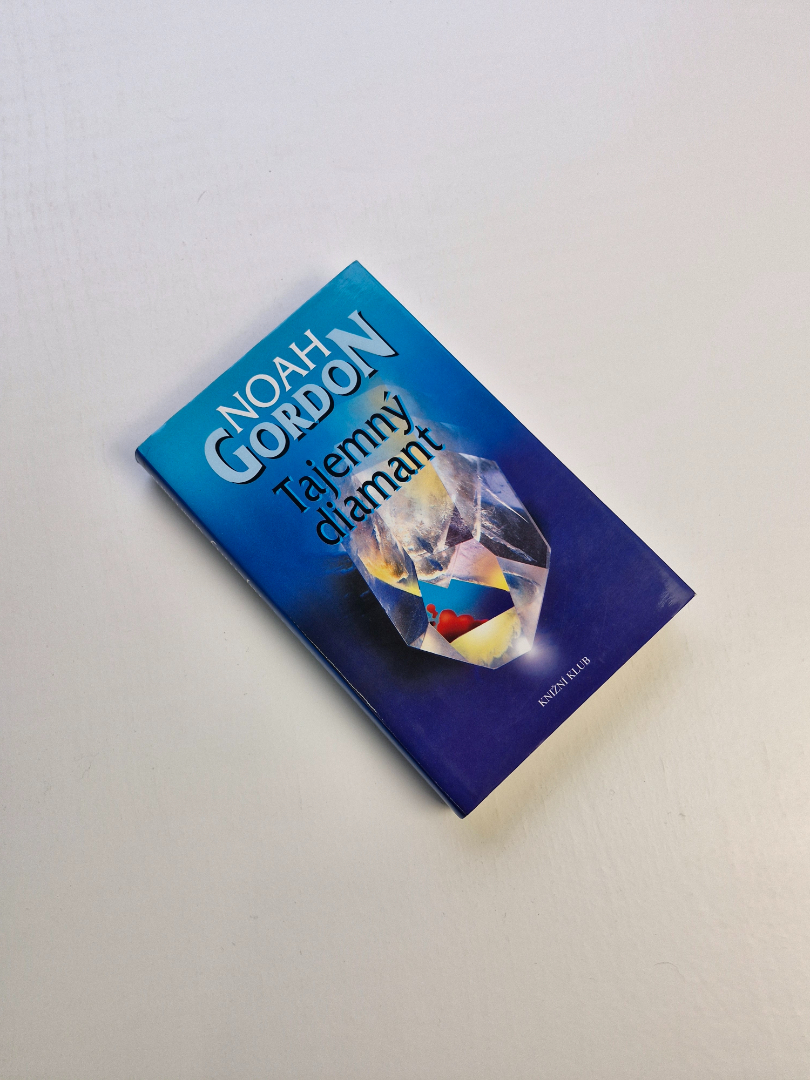 NOAH
GORDON
Tajemný
diamant
KNIŽNÍ KLUB